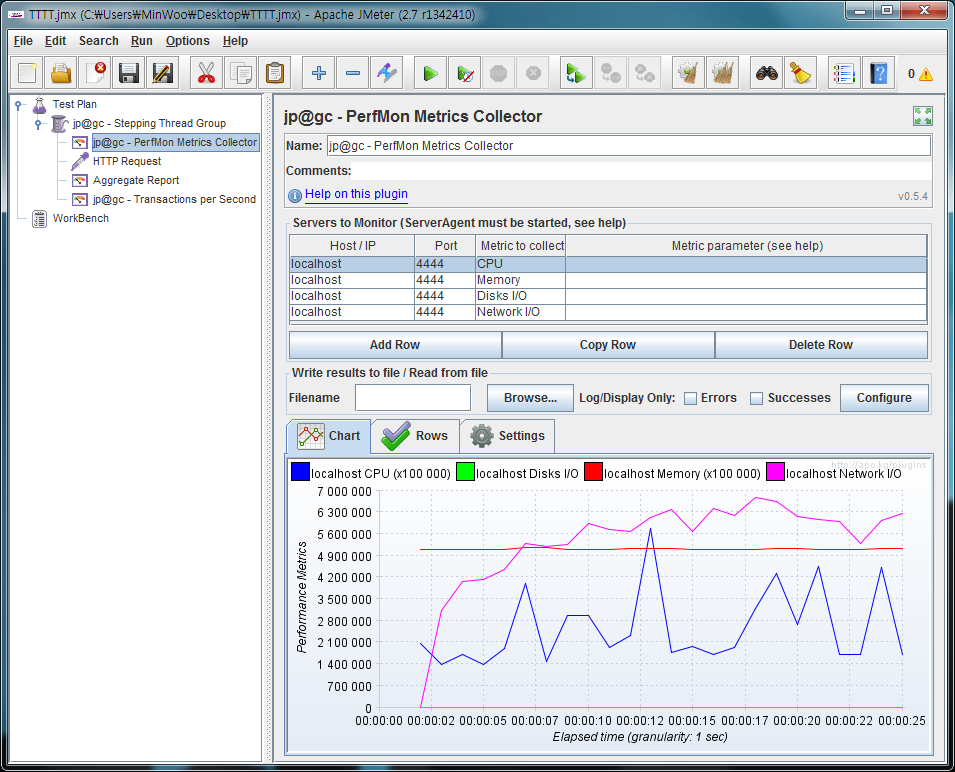 TTTT.jmx (C:₩Users₩MinWoo₩Desktop₩TTTT.jmx) - Apache JMeter (2.7 r1342410)
File Edit Search Run Options Help
STOP
0
Test Plan
jp@gc - Stepping Thread Group
jp@gc - PerfMon Metrics Collector
HTTP Request
Aggregate Report
jp@gc - Transactions per Second
WorkBench
jp@gc - PerfMon Metrics Collector
Name: jp@gc - PerfMon Metrics Collector
Comments:
Help on this plugin v0.5.4
Servers to Monitor (ServerAgent must be started, see help)
Host / IP Port Metric to collect Metric parameter (see help)
localhost 4444 CPU
localhost 4444 Memory
localhost 4444 Disks I/O
localhost 4444 Network I/O
Add Row Copy Row Delete Row
Write results to file / Read from file
Filename Browse... Log/Display Only: Errors Successes Configure
Chart Rows Settings
http://apc.kg/plugins
localhost CPU (x100 000) localhost Disks I/O localhost Memory (x100 000) localhost Network I/O
7 000 000
6 300 000
5 600 000
4 900 000
4 200 000
3 500 000
2 800 000
2 100 000
1 400 000
700 000
0
Performance Metrics
00:00:00 00:00:02 00:00:05 00:00:07 00:00:10 00:00:12 00:00:15 00:00:17 00:00:20 00:00:22 00:00:25
Elapsed time (granularity: 1 sec)